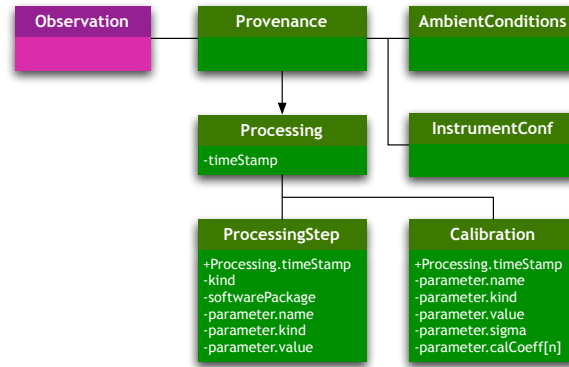 Observation
Provenance
AmbientConditions
Processing
-timeStamp
InstrumentConf
ProcessingStep
+Processing.timeStamp
-kind
-softwarePackage
-parameter.name
-parameter.kind
-parameter.value
Calibration
+Processing.timeStamp
-parameter.name
-parameter.kind
-parameter.value
-parameter.sigma
-parameter.calCoeff[n]